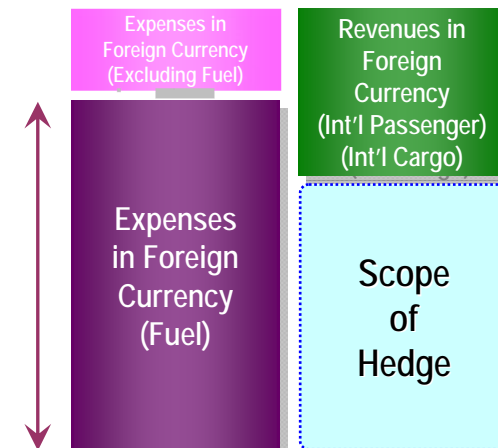 Expenses in
Foreign Currency
(Excluding Fuel)
Revenues in
Foreign
Currency
(Int'l Passenger)
(Int'l Cargo)
Expenses
in Foreign
Currency
(Fuel)
Scope
of
Hedge